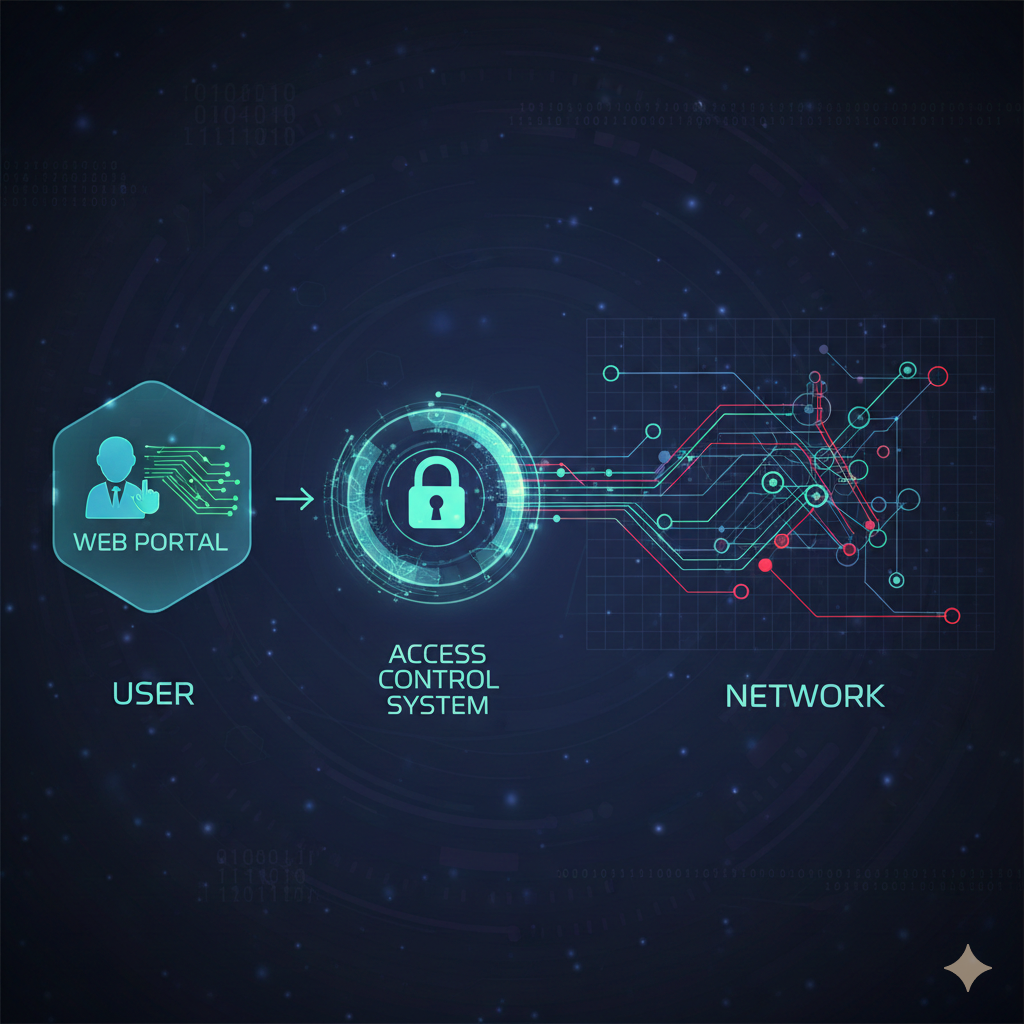 WEB PORTAL
USER
ACCESS
CONTROL
SYSTEM
NETWORK